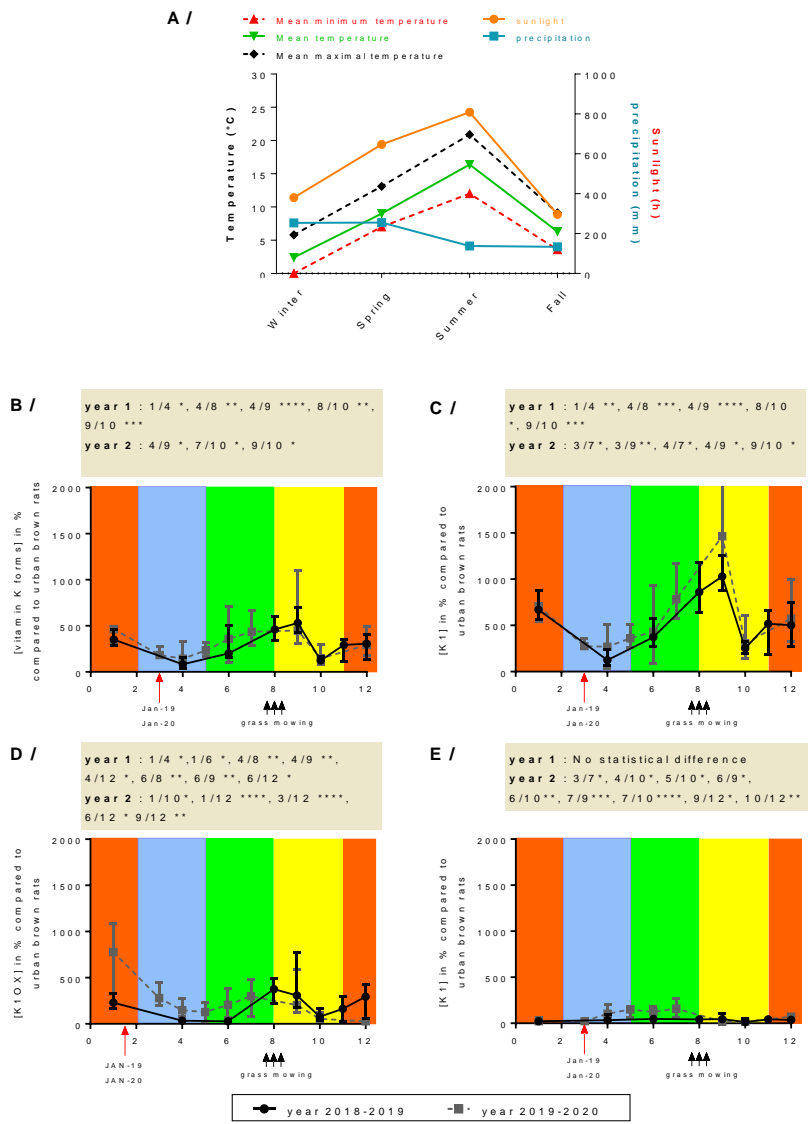 A /
Mean minimum temperature
sunlight
Mean temperature
precipitation
Mean maximal temperature
30
25
20
15
10
5
0
Temperature (°C)
1000
800
600
400
200
0
precipitation (mm)
Sunlight (h)
Winter
Spring
Summer
Fall
B /
year 1 : 1/4 *, 4/8 **, 4/9 ****, 8/10 **,
9/10 ***
year 2 : 4/9 *, 7/10 *, 9/10 *
2000
1500
1000
500
0
[vitamin K forms] in %
compared to urban brown rats
0 2 4 6 8 10 12
Jan-19
Jan-20
grass mowing
C /
year 1 : 1/4 **, 4/8 ***, 4/9 ****, 8/10
*, 9/10 ***
year 2 : 3/7*, 3/9**, 4/7*, 4/9 *, 9/10 *
2000
1500
1000
500
0
[K1] in % compared to
urban brown rats
0 2 4 6 8 10 12
Jan-19
Jan-20
grass mowing
D /
year 1 : 1/4 *,1/6 *, 4/8 **, 4/9 **,
4/12 *, 6/8 **, 6/9 **, 6/12 *
year 2 : 1/10*, 1/12 ****, 3/12 ****,
6/12 * 9/12 **
2000
1500
1000
500
0
[K1OX] in % compared to
urban brown rats
0 2 4 6 8 10 12
JAN-19
JAN-20
grass mowing
E /
year 1 : No statistical difference
year 2 : 3/7*, 4/10*, 5/10*, 6/9*,
6/10**, 7/9***, 7/10****, 9/12*, 10/12**
2000
1500
1000
500
0
[K1] in % compared to
urban brown rats
0 2 4 6 8 10 12
Jan-19
Jan-20
grass mowing
year 2018-2019
year 2019-2020